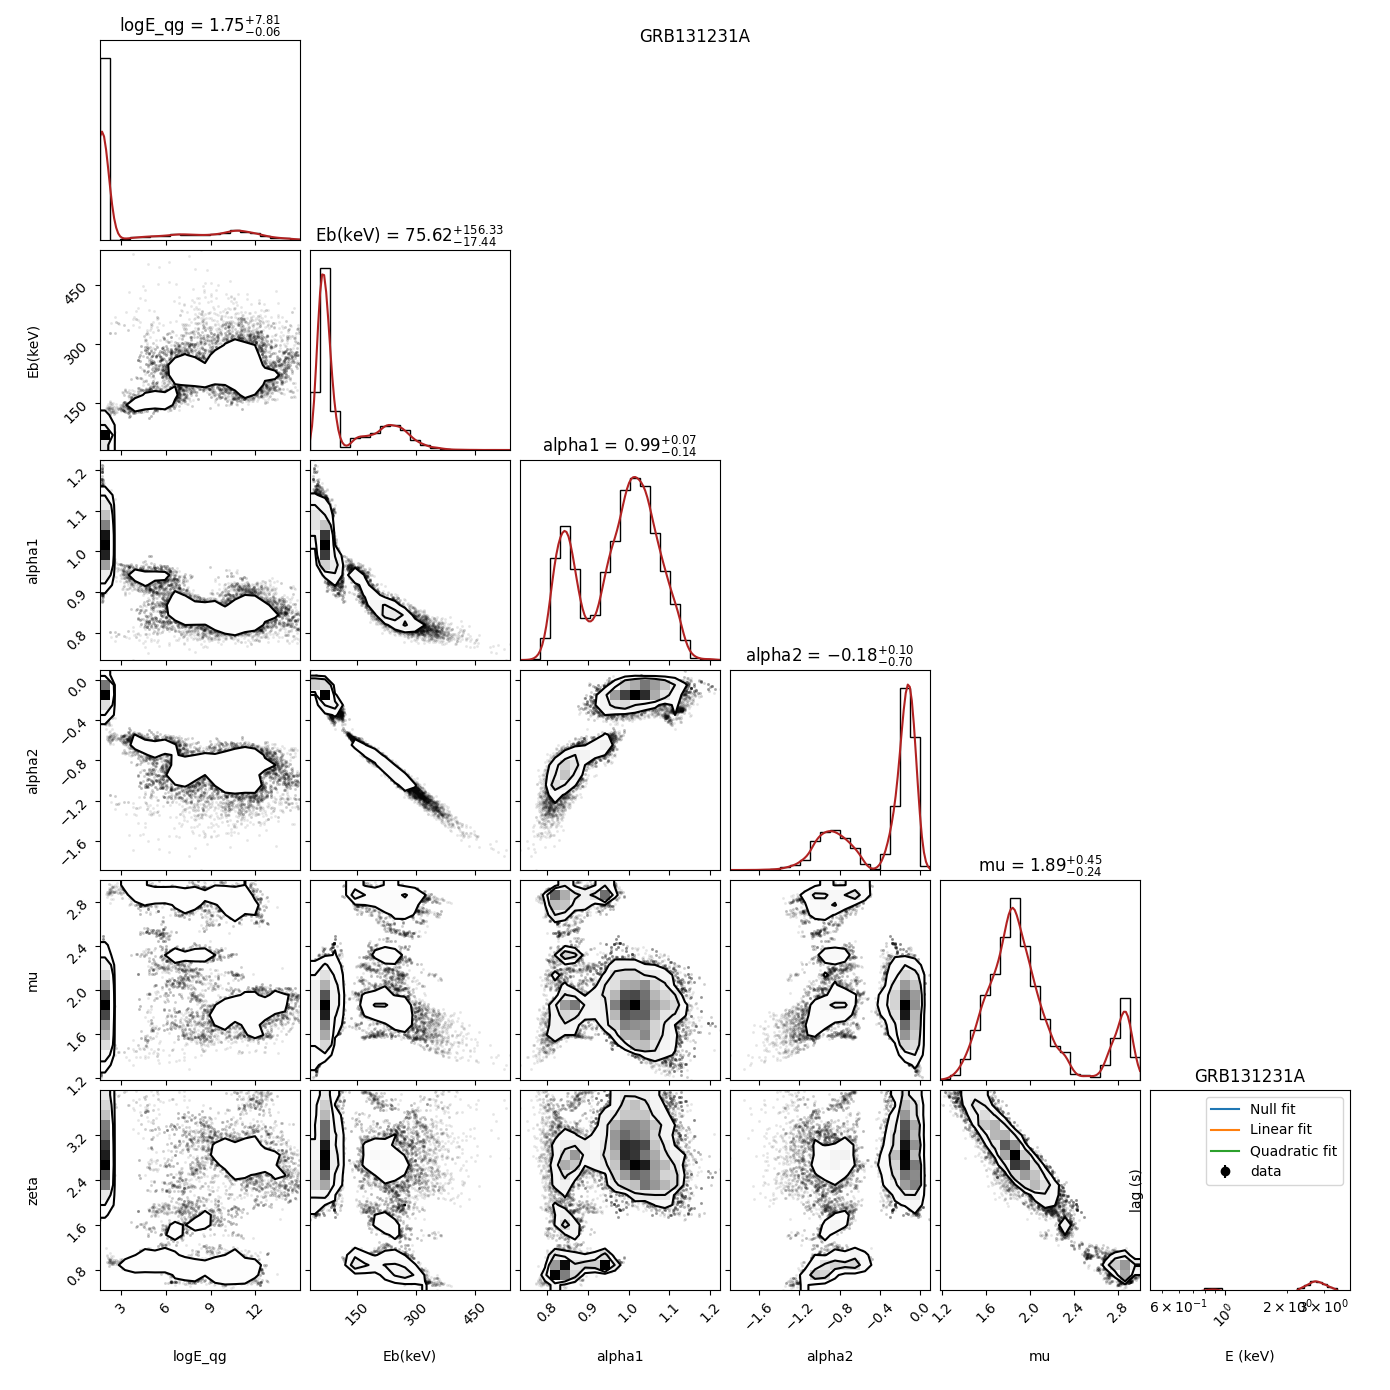 logE_qg = 1.75 +7.81 −0.06
GRB131231A
Eb(keV) = 75.62 +156.33 −17.44
Eb(keV)
450
300
150
alpha1 = 0.99 +0.07 −0.14
alpha1
1.2
1.1
1.0
0.9
0.8
alpha2 = −0.18 +0.10 −0.70
alpha2
0.0
−0.4
−0.8
−1.2
−1.6
mu = 1.89 +0.45 −0.24
mu
2.8
2.4
2.0
1.6
1.2
GRB131231A
Null fit
Linear fit
Quadratic fit
data
lag (s)
zeta
3.2
2.4
1.6
0.8
3 6 9 12
150 300 450
0.8 0.9 1.0 1.1 1.2
−1.6 −1.2 −0.8 −0.4 0.0
1.2 1.6 2.0 2.4 2.8
6 × 10⁻¹ 10⁰ 2 × 10⁰ 3 × 10⁰
logE_qg Eb(keV) alpha1 alpha2 mu E (keV)